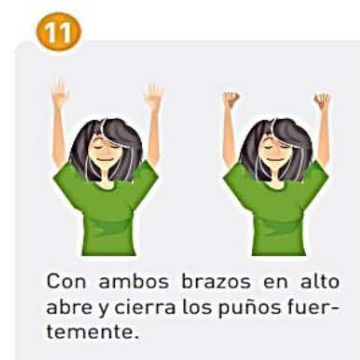 11
Con ambos brazos en alto
abre y cierra los puños fuer-
temente.